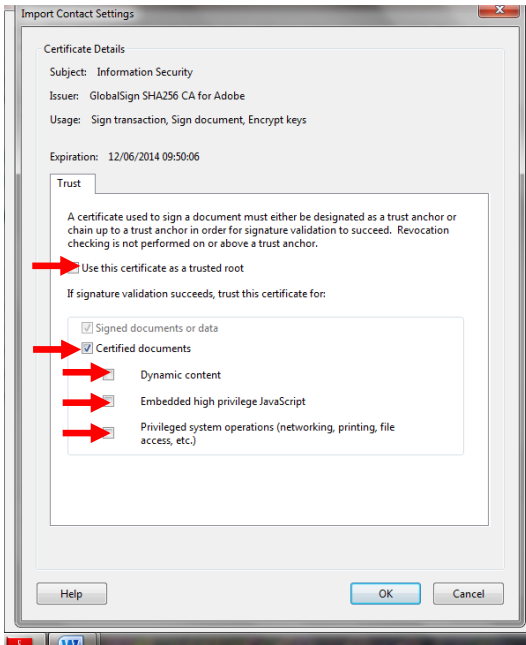 Import Contact Settings
X
Certificate Details
Subject: Information Security
Issuer: GlobalSign SHA256 CA for Adobe
Usage: Sign transaction, Sign document, Encrypt keys
Expiration: 12/06/2014 09:50:06
Trust
A certificate used to sign a document must either be designated as a trust anchor or
chain up to a trust anchor in order for signature validation to succeed. Revocation
checking is not performed on or above a trust anchor.
Use this certificate as a trusted root
If signature validation succeeds, trust this certificate for:
Signed documents or data
Certified documents
Dynamic content
Embedded high privilege JavaScript
Privileged system operations (networking, printing, file
access, etc.)
Help
OK
Cancel
W